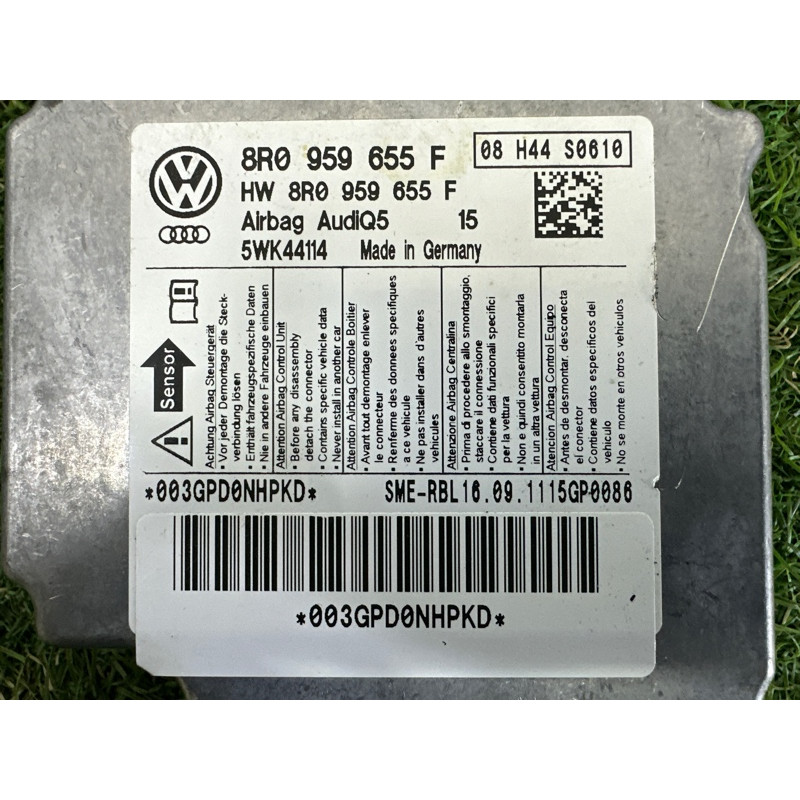 8R0 959 655 F
08 H44 S0610
HW 8R0 959 655 F
Airbag AudiQ5 15
5WK44114 Made in Germany
Sensor
Achtung Airbag Steuergerät
• Vor jeder Demontage die Steck-
verbindung lösen
• Enthält fahrzeugspezifische Daten
• Nie in andere Fahrzeuge einbauen
Attention Airbag Control Unit
• Before any disassembly
detach the connector
• Contains specific vehicle data
• Never install in another car
Attention Airbag Controle Boitier
• Avant tout demontage enlever
le connecteur
• Renferme des donnees specifiques
a ce vehicule
• Ne pas installer dans d'autres
vehicules
Attenzione Airbag Centralina
• Prima di procedere allo smontaggio,
staccare il connessione
• Contiene dati funzionali specifici
per la vettura
• Non e quindi consentito montarla
in un altra vettura
Atencion Airbag Control Equipo
• Antes de desmontar, desconecta
el conector
• Contiene datos especificos del
vehiculo
• No se monte en otros vehiculos
*003GPD0NHPKD* SME-RBL16.09.1115GP0086
*003GPD0NHPKD*